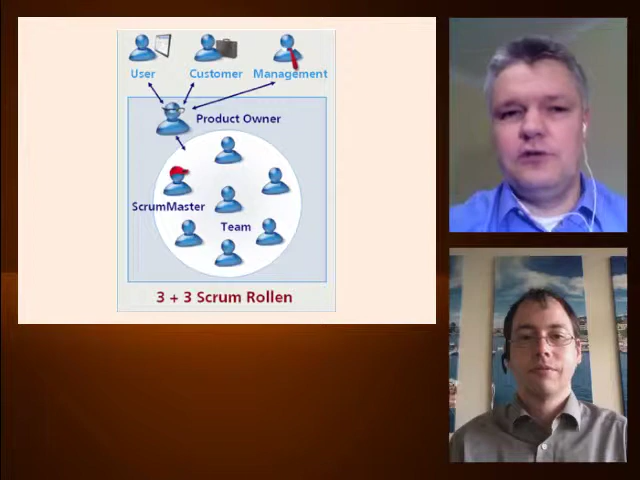 User Customer Management
Product Owner
ScrumMaster
Team
3 + 3 Scrum Rollen